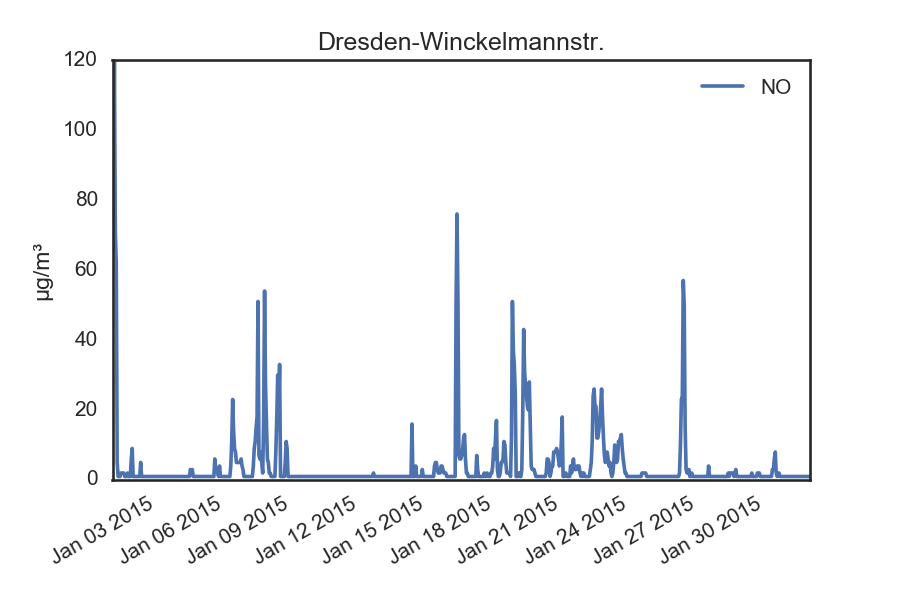 Dresden-Winckelmannstr.
120
100
80
60
40
20
0
µg/m³
NO
Jan 03 2015
Jan 06 2015
Jan 09 2015
Jan 12 2015
Jan 15 2015
Jan 18 2015
Jan 21 2015
Jan 24 2015
Jan 27 2015
Jan 30 2015